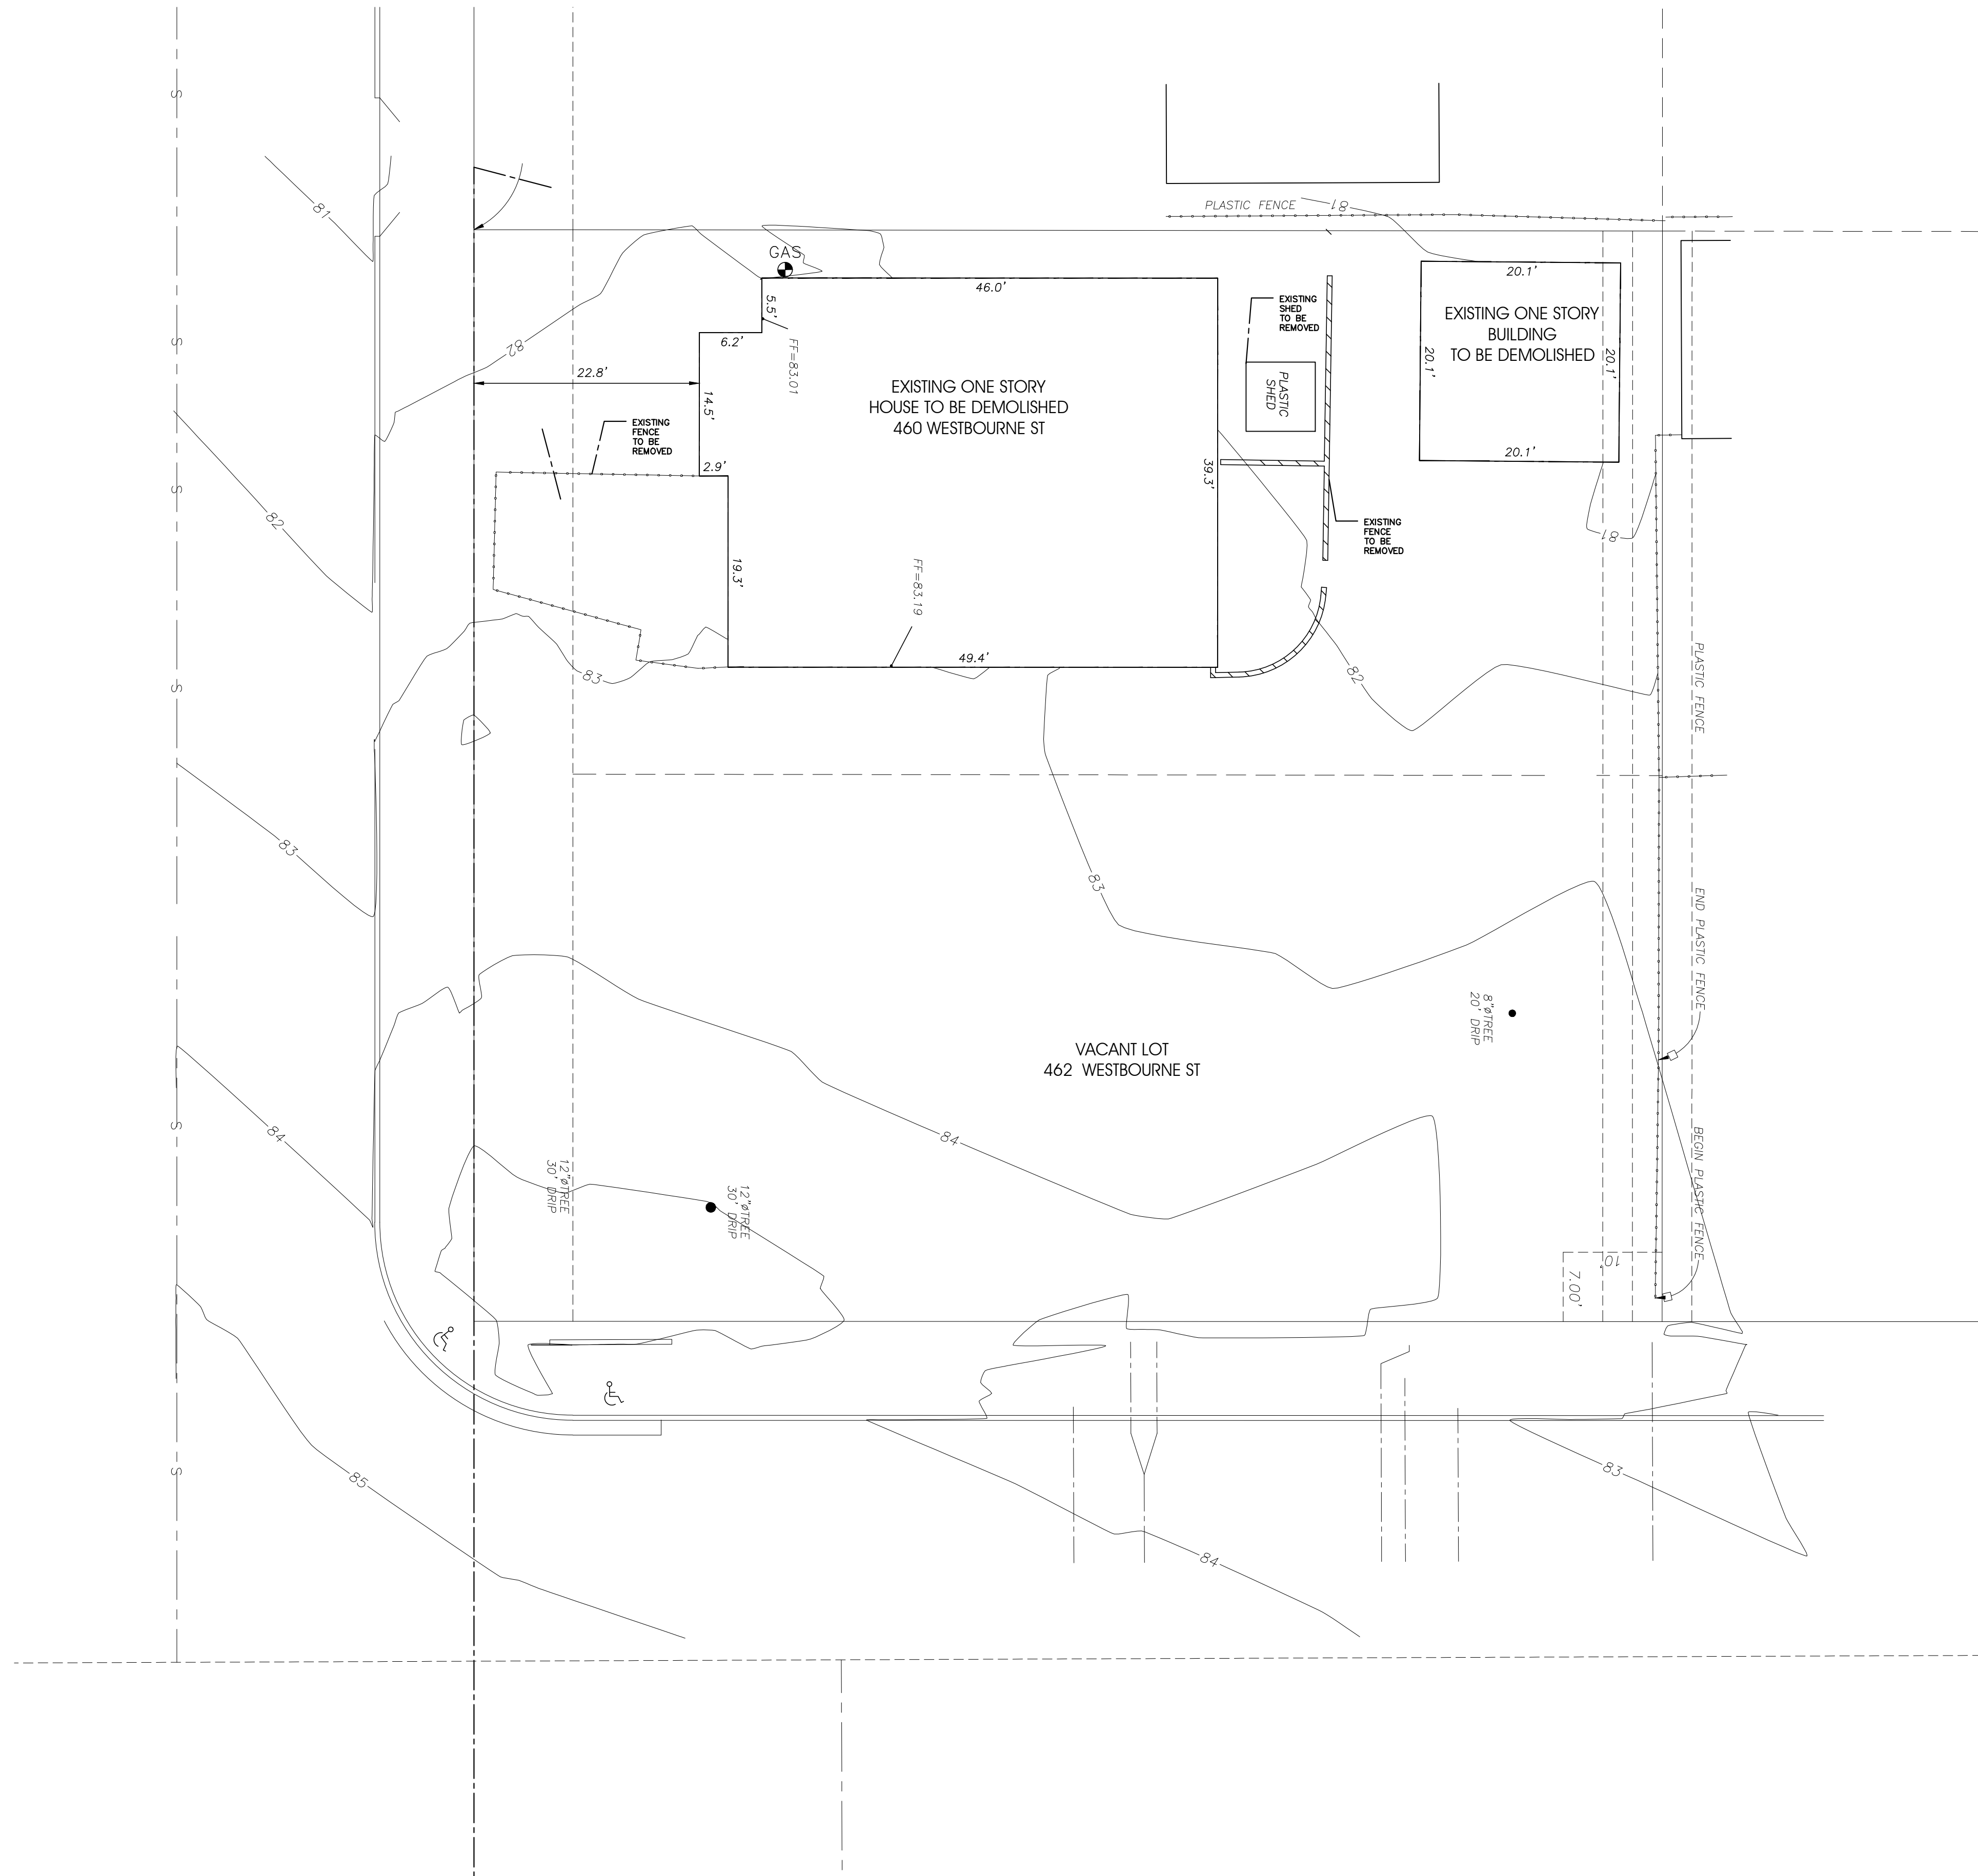 S
81
PLASTIC FENCE
81
GAS
46.0'
5.5'
6.2'
FF=83.01
20.1'
EXISTING ONE STORY
BUILDING
TO BE DEMOLISHED
20.1'
20.1'
20.1'
EXISTING
SHED
TO BE
REMOVED
PLASTIC
SHED
S
82
22.8'
14.5'
EXISTING ONE STORY
HOUSE TO BE DEMOLISHED
460 WESTBOURNE ST
EXISTING
FENCE
TO BE
REMOVED
2.9'
39.3'
S
82
EXISTING
FENCE
TO BE
REMOVED
81
19.3'
FF=83.19
49.4'
83
82
S
PLASTIC FENCE
83
83
END PLASTIC FENCE
8"øTREE
20' DRIP
VACANT LOT
462 WESTBOURNE ST
S
84
84
BEGIN PLASTIC FENCE
12"øTREE
30' DRIP
12"øTREE
30' DRIP
10'
7.00'
S
85
83
84